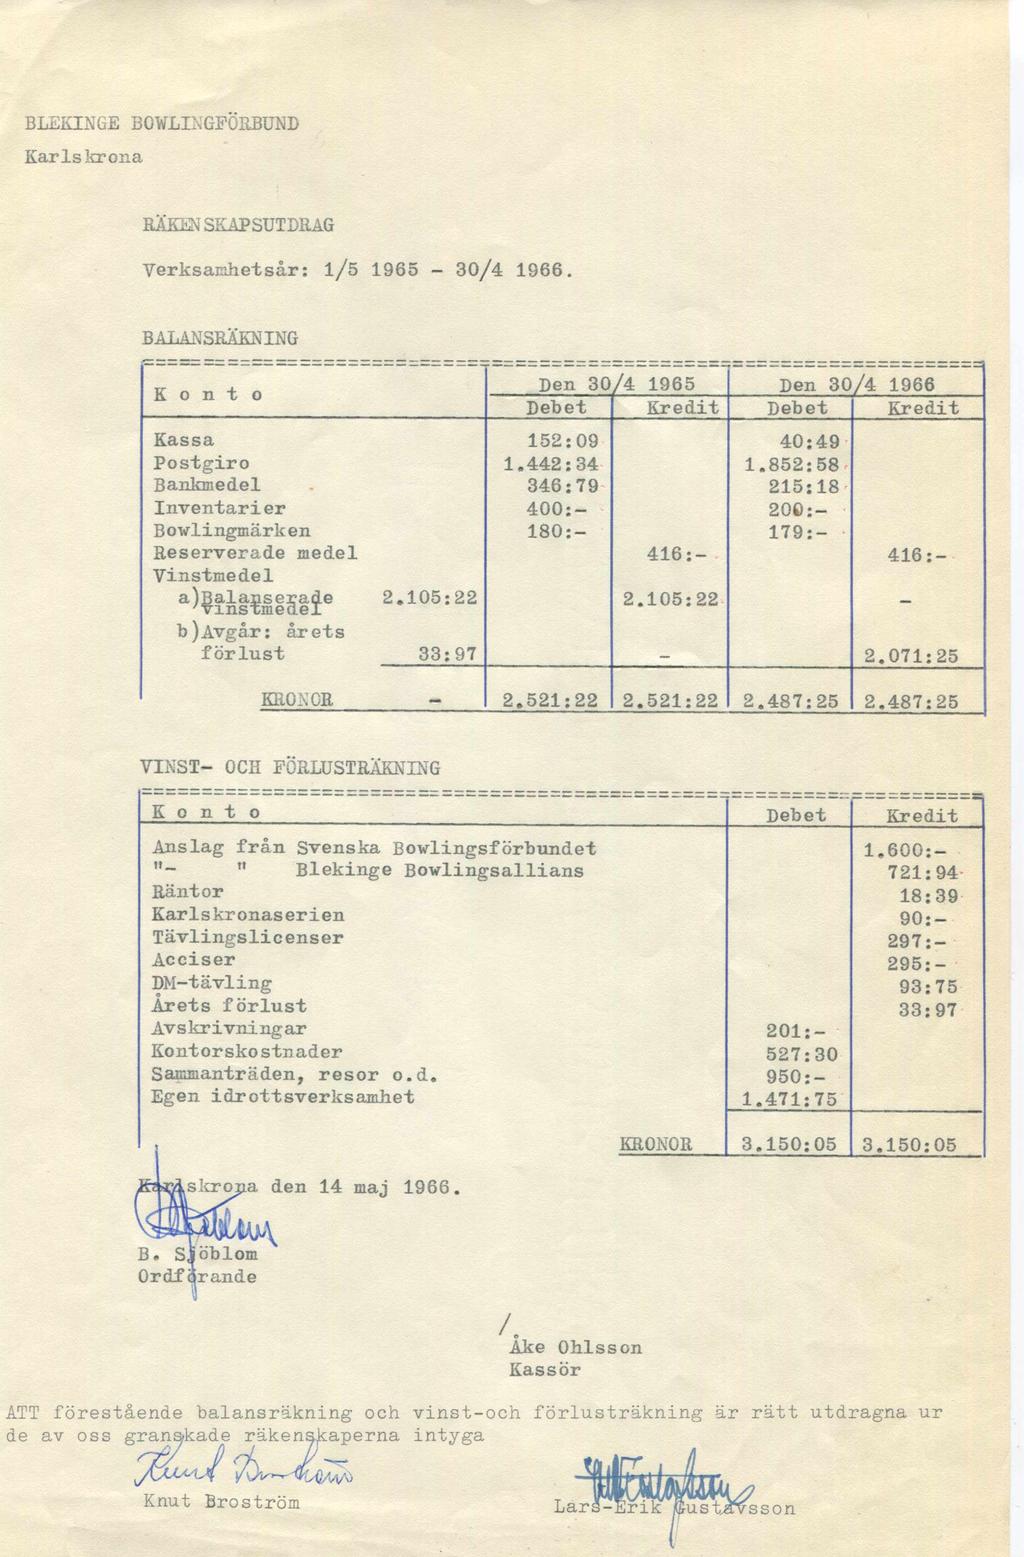 BLEKINGE BOWLINGFÖRBUND
Karlskrona
RÄKENSKAPSUTDRAG
Verksamhetsår: 1/5 1965 - 30/4 1966.
BALANSRÄKNING
K o n t o Den 30/4 1965 Den 30/4 1966
Debet Kredit Debet Kredit
Kassa 152:09 40:49
Postgiro 1.442:34 1.852:58
Bankmedel 346:79 215:18
Inventarier 400:- 200:-
Bowlingmärken 180:- 179:-
Reserverade medel 416:- 416:-
Vinstmedel
a)Balanserade 2.105:22 2.105:22 -
vinstmedel
b)Avgår: årets
förlust 33:97 - 2.071:25
KRONOR - 2.521:22 2.521:22 2.487:25 2.487:25
VINST- OCH FÖRLUSTRÄKNING
K o n t o Debet Kredit
Anslag från Svenska Bowlingsförbundet 1.600:-
"- " Blekinge Bowlingsallians 721:94
Räntor 18:39
Karlskronaserien 90:-
Tävlingslicenser 297:-
Acciser 295:-
DM-tävling 93:75
Årets förlust 33:97
Avskrivningar 201:-
Kontorskostnader 527:30
Sammanträden, resor o.d. 950:-
Egen idrottsverksamhet 1.471:75
KRONOR 3.150:05 3.150:05
Karlskrona den 14 maj 1966.
B. Sjöblom
Ordförande
/
Åke Ohlsson
Kassör
ATT förestående balansräkning och vinst-och förlusträkning är rätt utdragna ur
de av oss granskade räkenskaperna intyga
Knut Broström
Knut Broström Lars-Erik Gustavsson